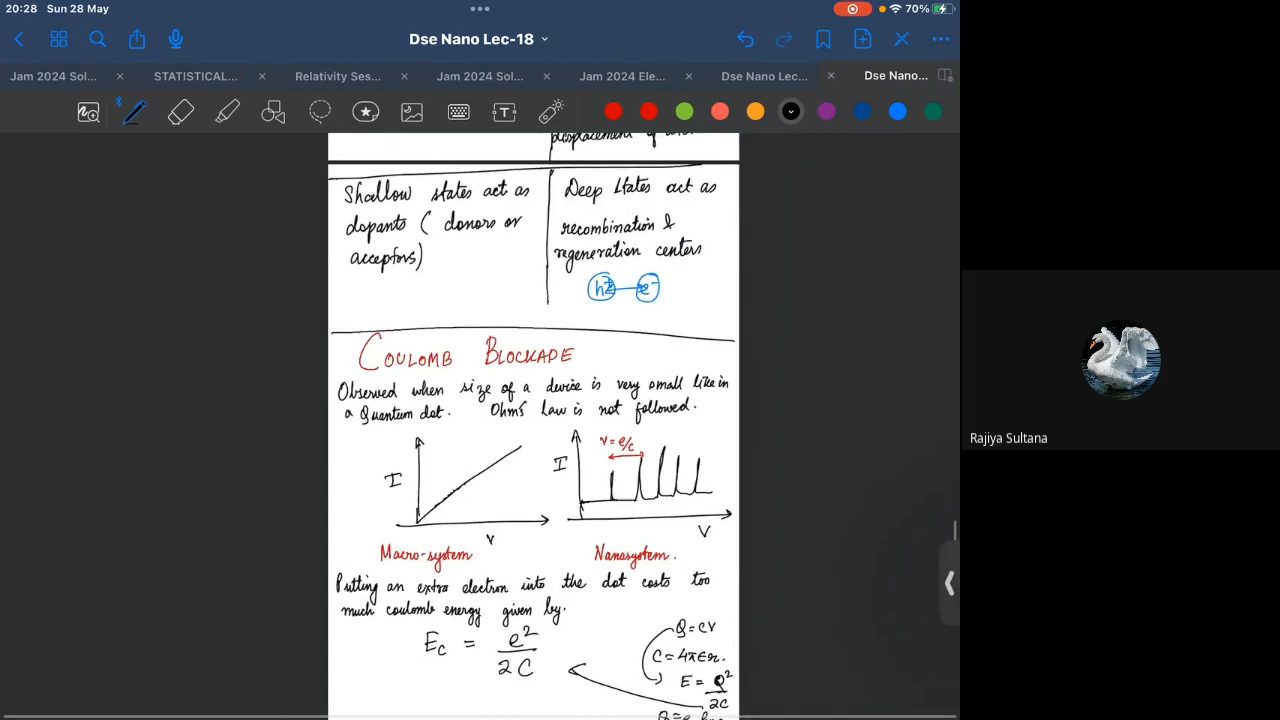 20:28 Sun 28 May
70%
Dse Nano Lec-18
Jam 2024 Sol...
STATISTICAL...
Relativity Ses...
Jam 2024 Sol...
Jam 2024 Ele...
Dse Nano Lec...
Dse Nano...
displacement of
Shallow states act as
dopants ( donors or
acceptors)
Deep states act as
recombination &
regeneration centers
h e⁻
COULOMB BLOCKADE
Observed when size of a device is very small like in
a Quantum dot. Ohm's Law is not followed.
I
V
Macro-system
I
V = e/c
V
Nanosystem.
Putting an extra electron into the dot costs too
much coulomb energy given by.
E_C = e²/2C
Q = CV
C = 4πεr.
E = Q²/2C
Q = e
Rajiya Sultana